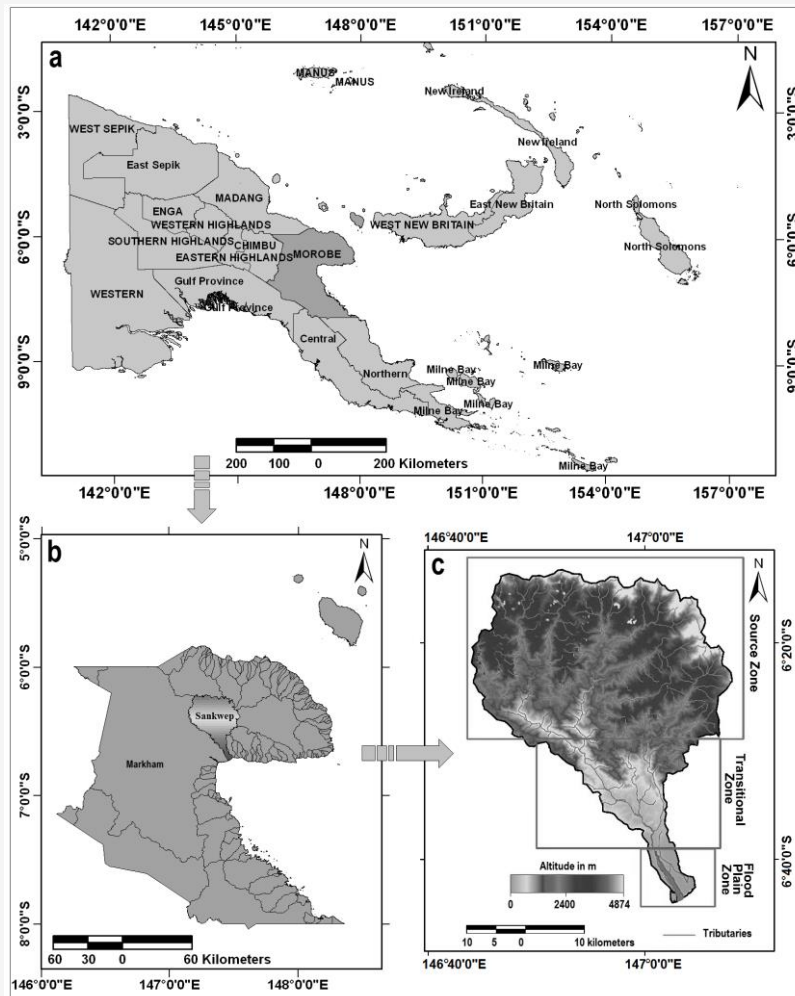 142°0'0"E 145°0'0"E 148°0'0"E 151°0'0"E 154°0'0"E 157°0'0"E
a
N
MANUS
MANUS
3°0'0"S
3°0'0"S
New Ireland
WEST SEPIK
New Ireland
East Sepik
MADANG
East New Britain
North Solomons
ENGA
WESTERN HIGHLANDS
WEST NEW BRITAIN
6°0'0"S
6°0'0"S
SOUTHERN HIGHLANDS
CHIMBU
North Solomons
EASTERN HIGHLANDS
MOROBE
Gulf Province
WESTERN
Gulf Province
Central
9°0'0"S
9°0'0"S
Northern
Milne Bay
Milne Bay
Milne Bay
Milne Bay
Milne Bay
Milne Bay
200 100 0 200 Kilometers
142°0'0"E 145°0'0"E 148°0'0"E 151°0'0"E 154°0'0"E 157°0'0"E
b
N
5°0'0"S
6°0'0"S
Sankwep
Markham
7°0'0"S
8°0'0"S
60 30 0 60 Kilometers
146°0'0"E 147°0'0"E 148°0'0"E
146°40'0"E 147°0'0"E
c
N
Source Zone
6°20'0"S
Transitional
Zone
Flood
Plain
Zone
6°40'0"S
Altitude in m
0 2400 4874
10 5 0 10 kilometers
Tributaries
146°40'0"E 147°0'0"E